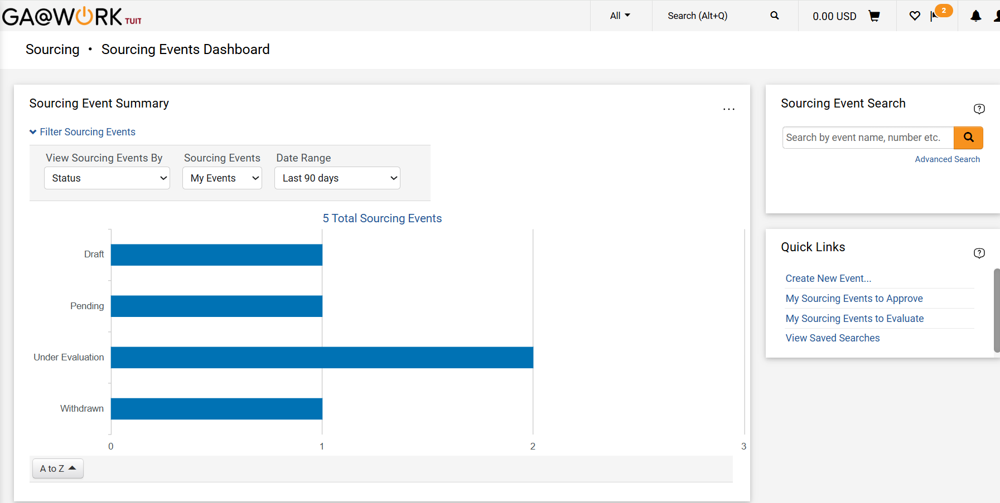 GA@WORK TUIT
All
Search (Alt+Q)
0.00 USD
2
Sourcing • Sourcing Events Dashboard
Sourcing Event Summary
...
Filter Sourcing Events
View Sourcing Events By
Sourcing Events
Date Range
Status
My Events
Last 90 days
5 Total Sourcing Events
Draft
Pending
Under Evaluation
Withdrawn
0 1 2 3
A to Z
Sourcing Event Search
?
Search by event name, number etc.
Advanced Search
Quick Links
?
Create New Event...
My Sourcing Events to Approve
My Sourcing Events to Evaluate
View Saved Searches